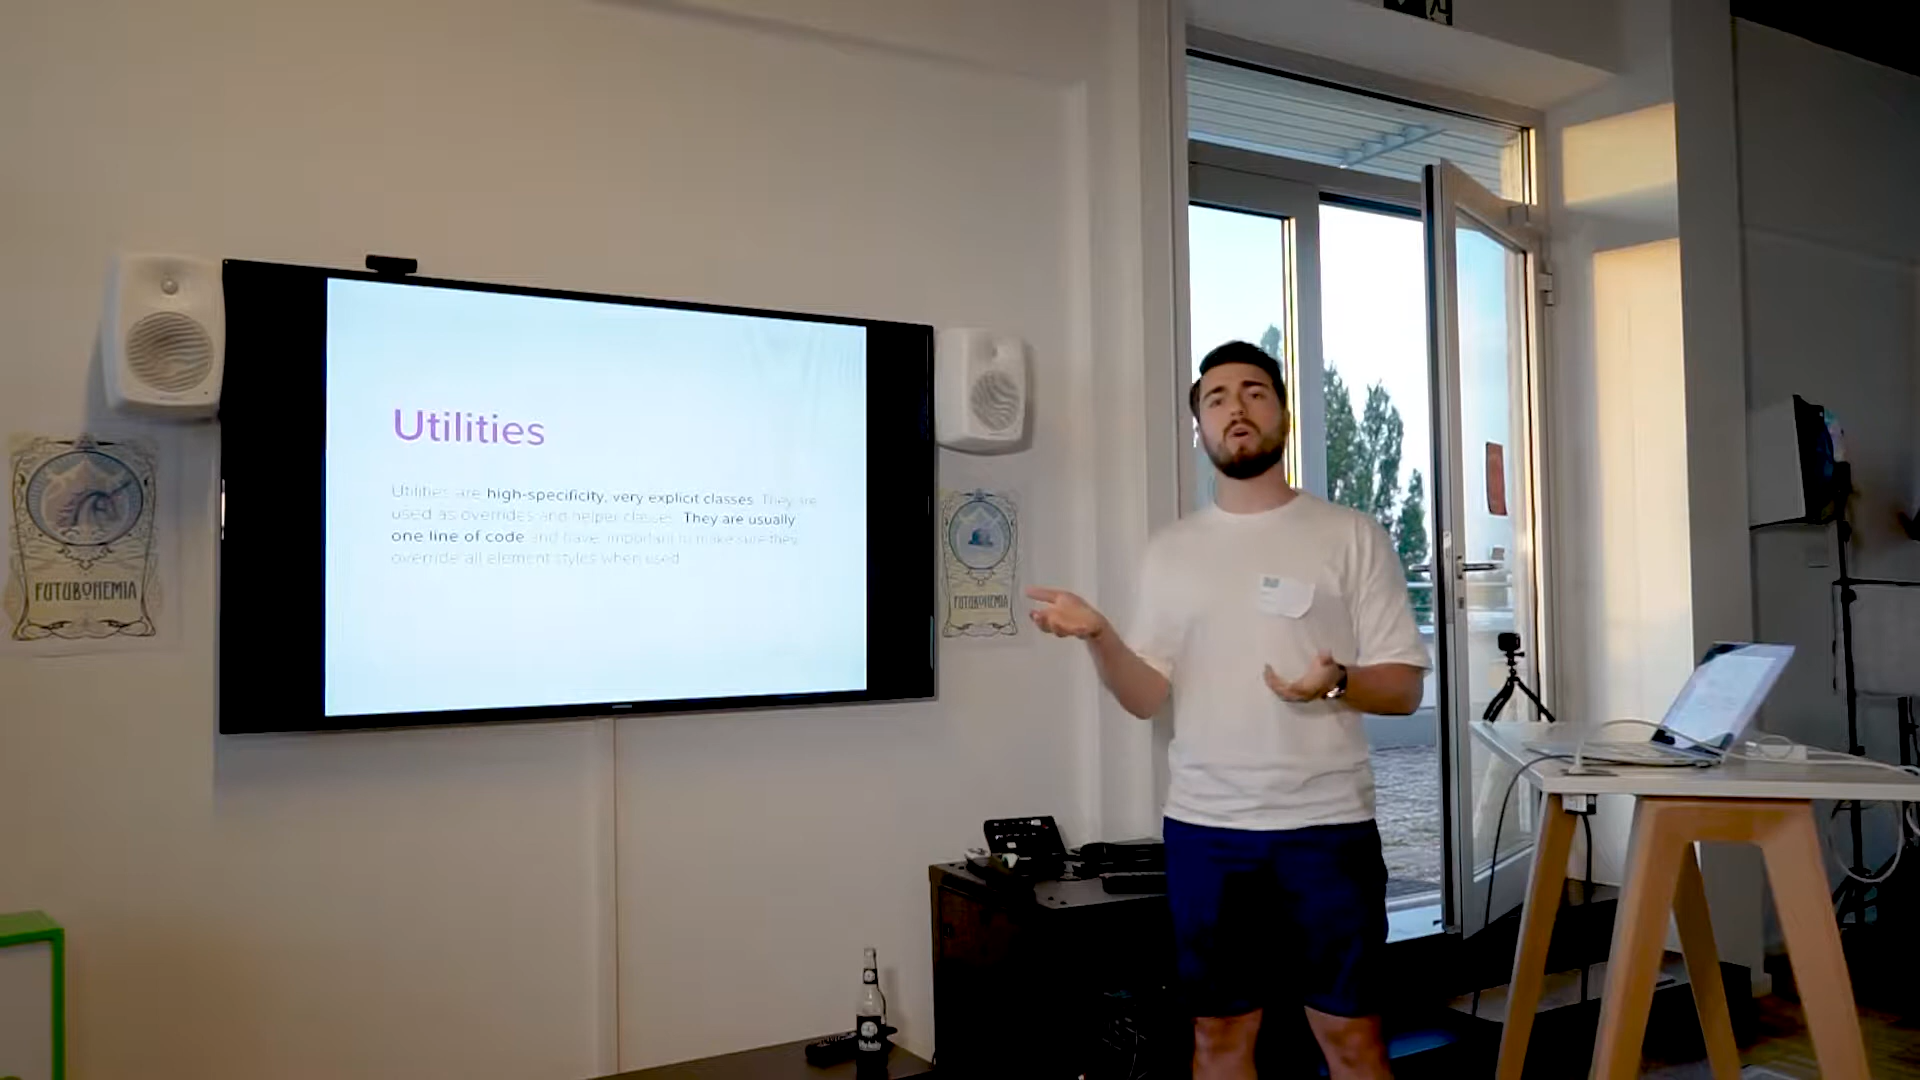 Utilities
Utilities are high-specificity, very explicit classes. They are
used as overrides and helper classes. They are usually
one line of code and have !important to make sure they
override all element styles when used.
FUTUBOHEMIA
FUTUBOHEMIA